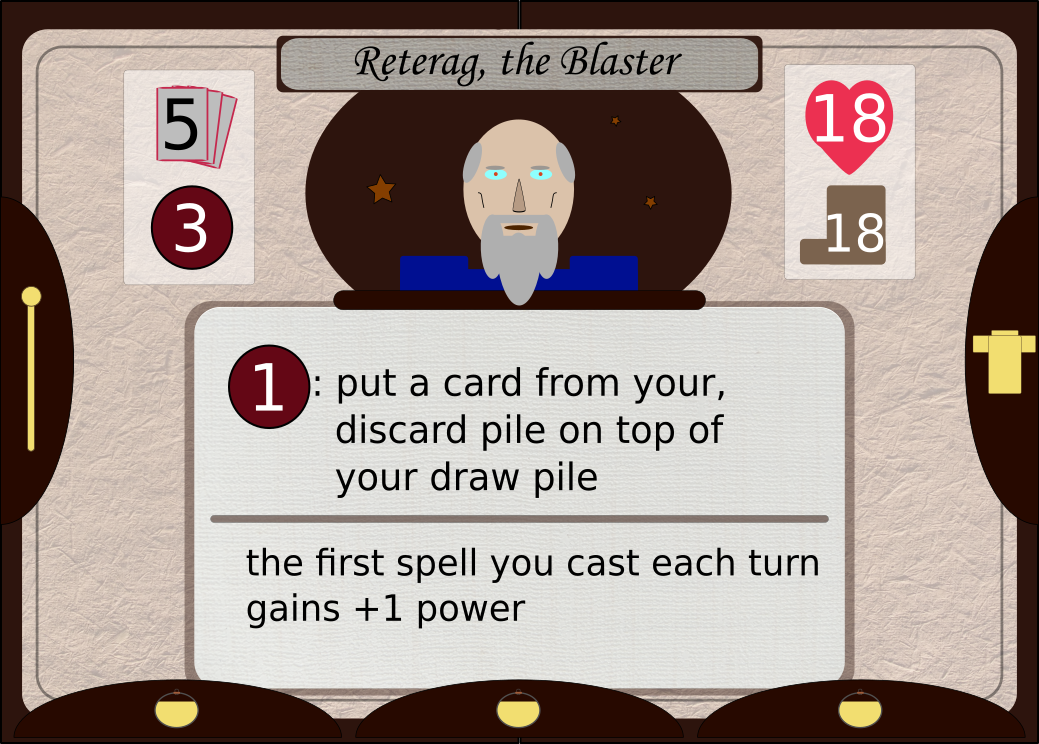 Reterag, the Blaster
5
18
3
18
1 : put a card from your,
discard pile on top of
your draw pile
the first spell you cast each turn
gains +1 power